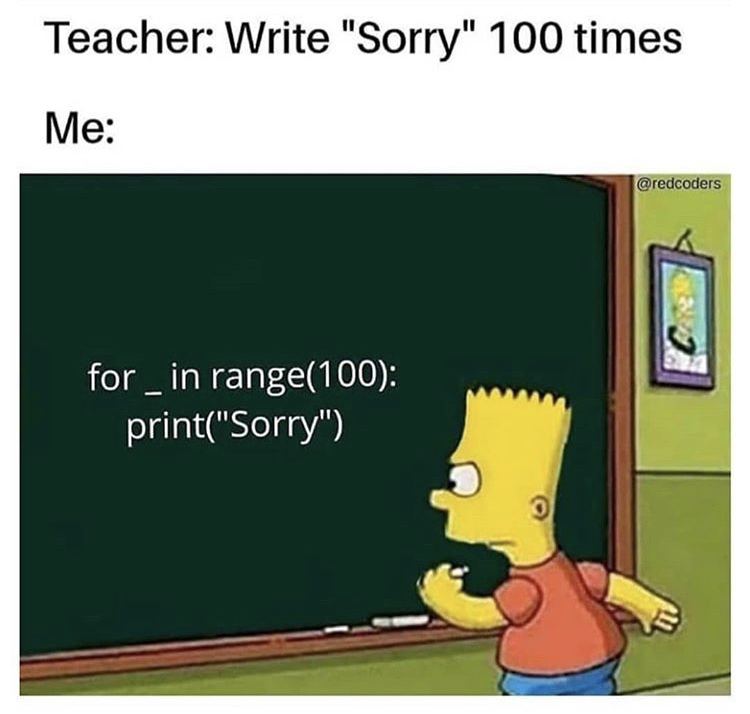 Teacher: Write "Sorry" 100 times
Me:
@redcoders
for _ in range(100):
print("Sorry")